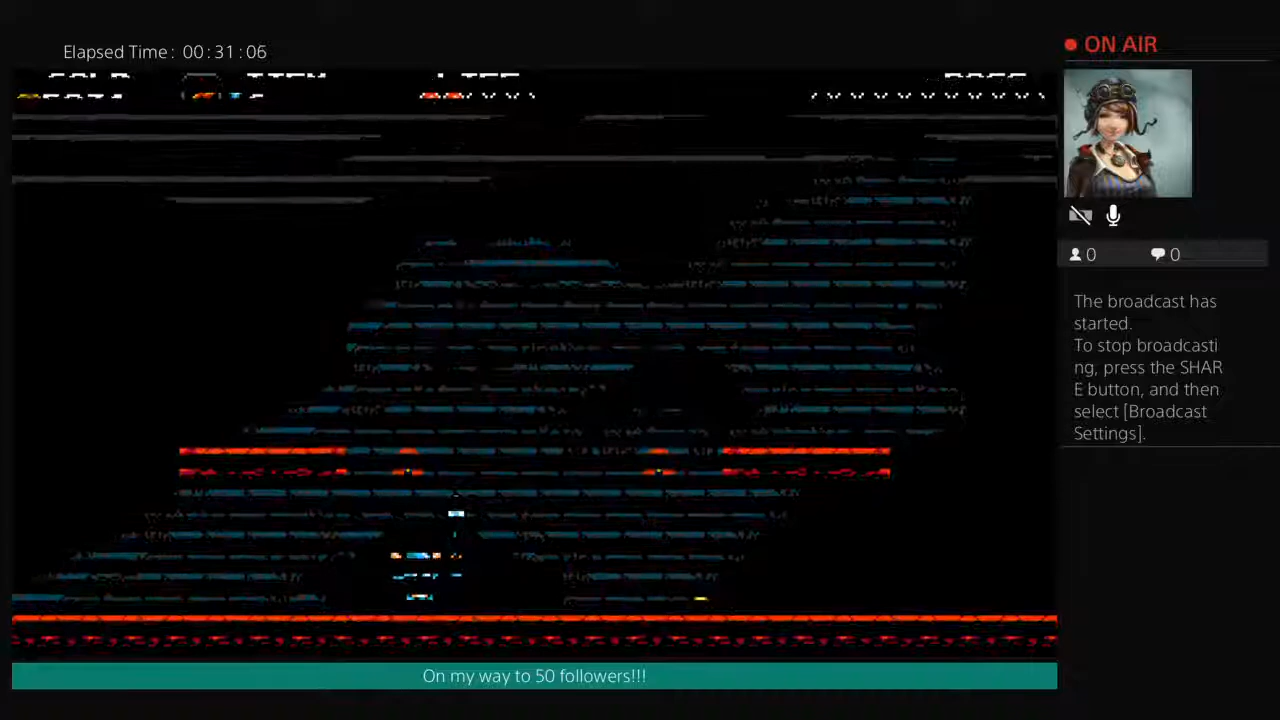 Elapsed Time: 00:31:06
ON AIR
0 0
The broadcast has
started.
To stop broadcasti
ng, press the SHAR
E button, and then
select [Broadcast
Settings].
On my way to 50 followers!!!